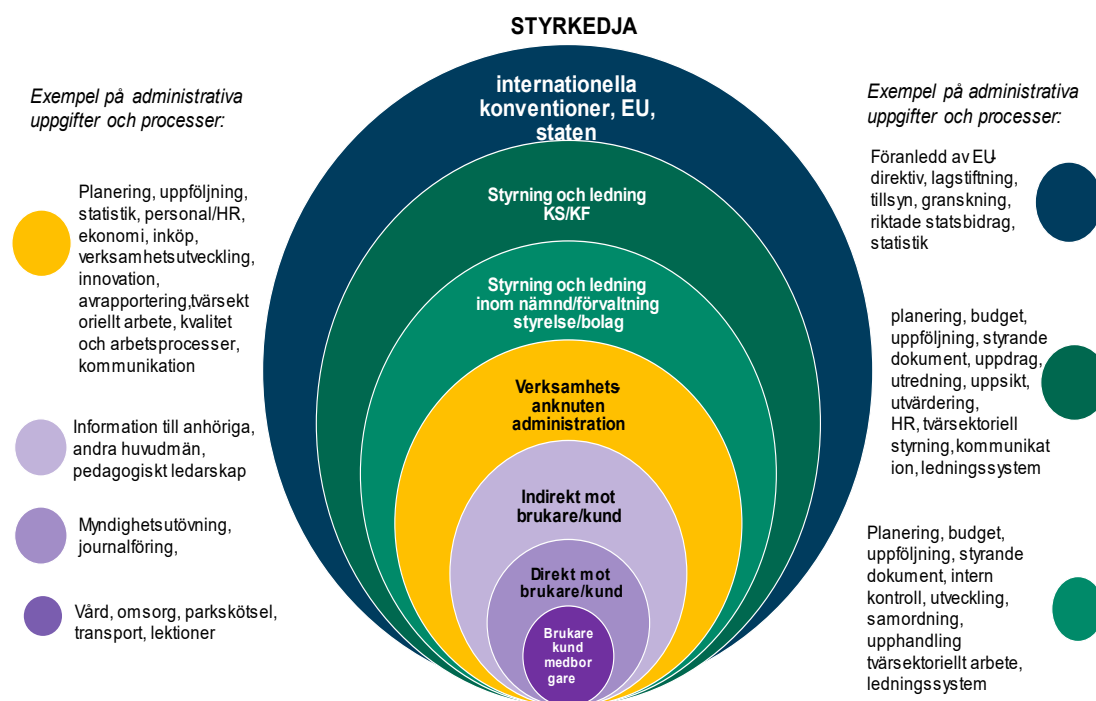 STYRKEDJA
Exempel på administrativa
uppgifter och processer:
Planering, uppföljning,
statistik, personal/HR,
ekonomi, inköp,
verksamhetsutveckling,
innovation,
avrapportering,tvärsekt
oriellt arbete, kvalitet
och arbetsprocesser,
kommunikation
Information till anhöriga,
andra huvudmän,
pedagogiskt ledarskap
Myndighetsutövning,
journalföring,
Vård, omsorg, parkskötsel,
transport, lektioner
internationella
konventioner, EU,
staten
Styrning och ledning
KS/KF
Styrning och ledning
inom nämnd/förvaltning
styrelse/bolag
Verksamhets-
anknuten
administration
Indirekt mot
brukare/kund
Direkt mot
brukare/kund
Brukare
kund
medbor
gare
Exempel på administrativa
uppgifter och processer:
Föranledd av EU-
direktiv, lagstiftning,
tillsyn, granskning,
riktade statsbidrag,
statistik
planering, budget,
uppföljning, styrande
dokument, uppdrag,
utredning, uppsikt,
utvärdering,
HR, tvärsektoriell
styrning, kommunikat
ion, ledningssystem
Planering, budget,
uppföljning, styrande
dokument, intern
kontroll, utveckling,
samordning,
upphandling
tvärsektoriellt arbete,
ledningssystem